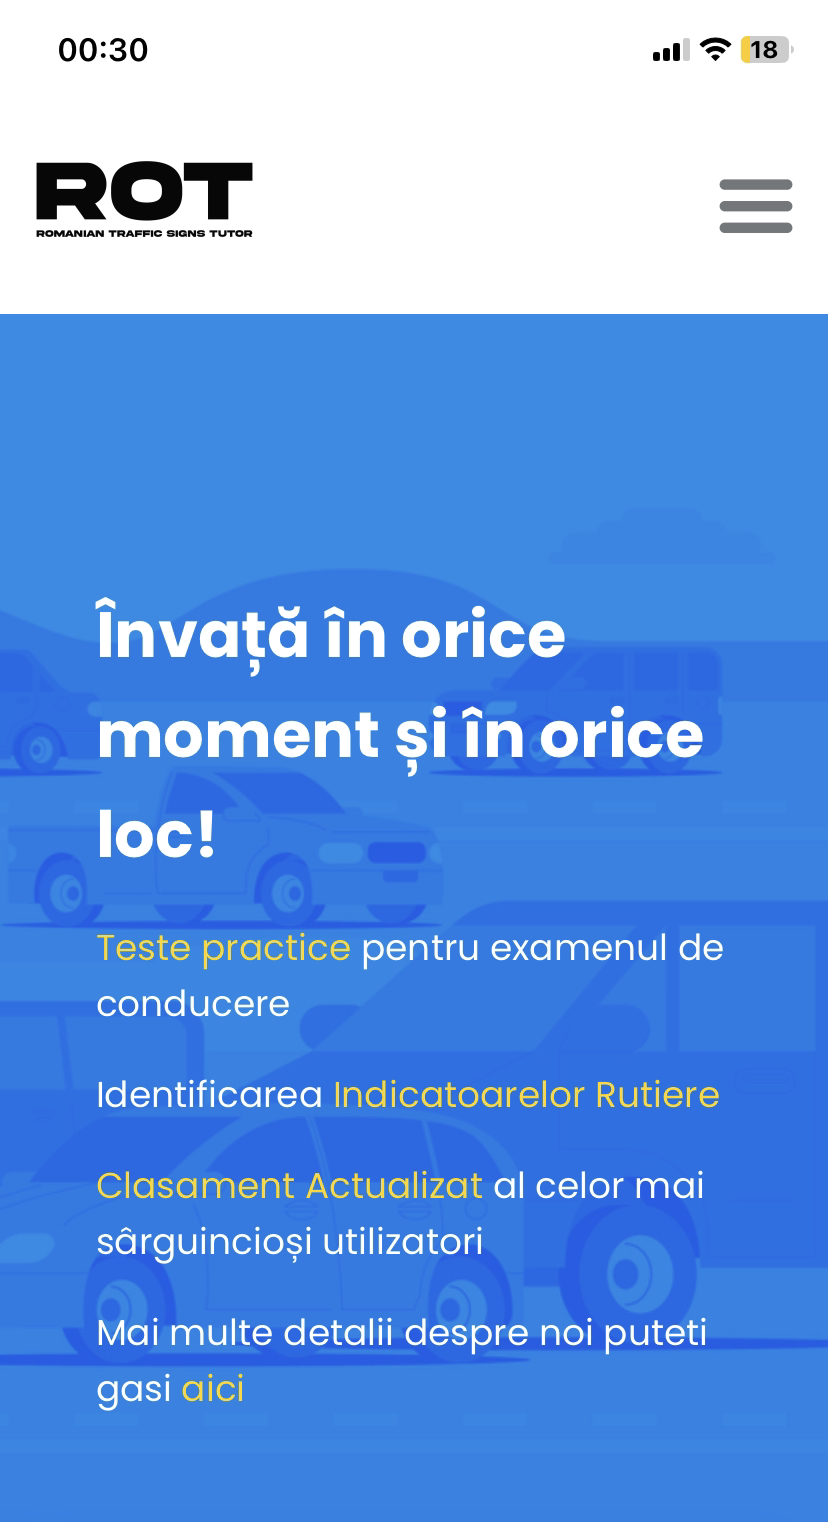 00:30
18
ROT
ROMANIAN TRAFFIC SIGNS TUTOR
Învață în orice
moment și în orice
loc!
Teste practice pentru examenul de
conducere
Identificarea Indicatoarelor Rutiere
Clasament Actualizat al celor mai
sârguincioși utilizatori
Mai multe detalii despre noi puteti
gasi aici